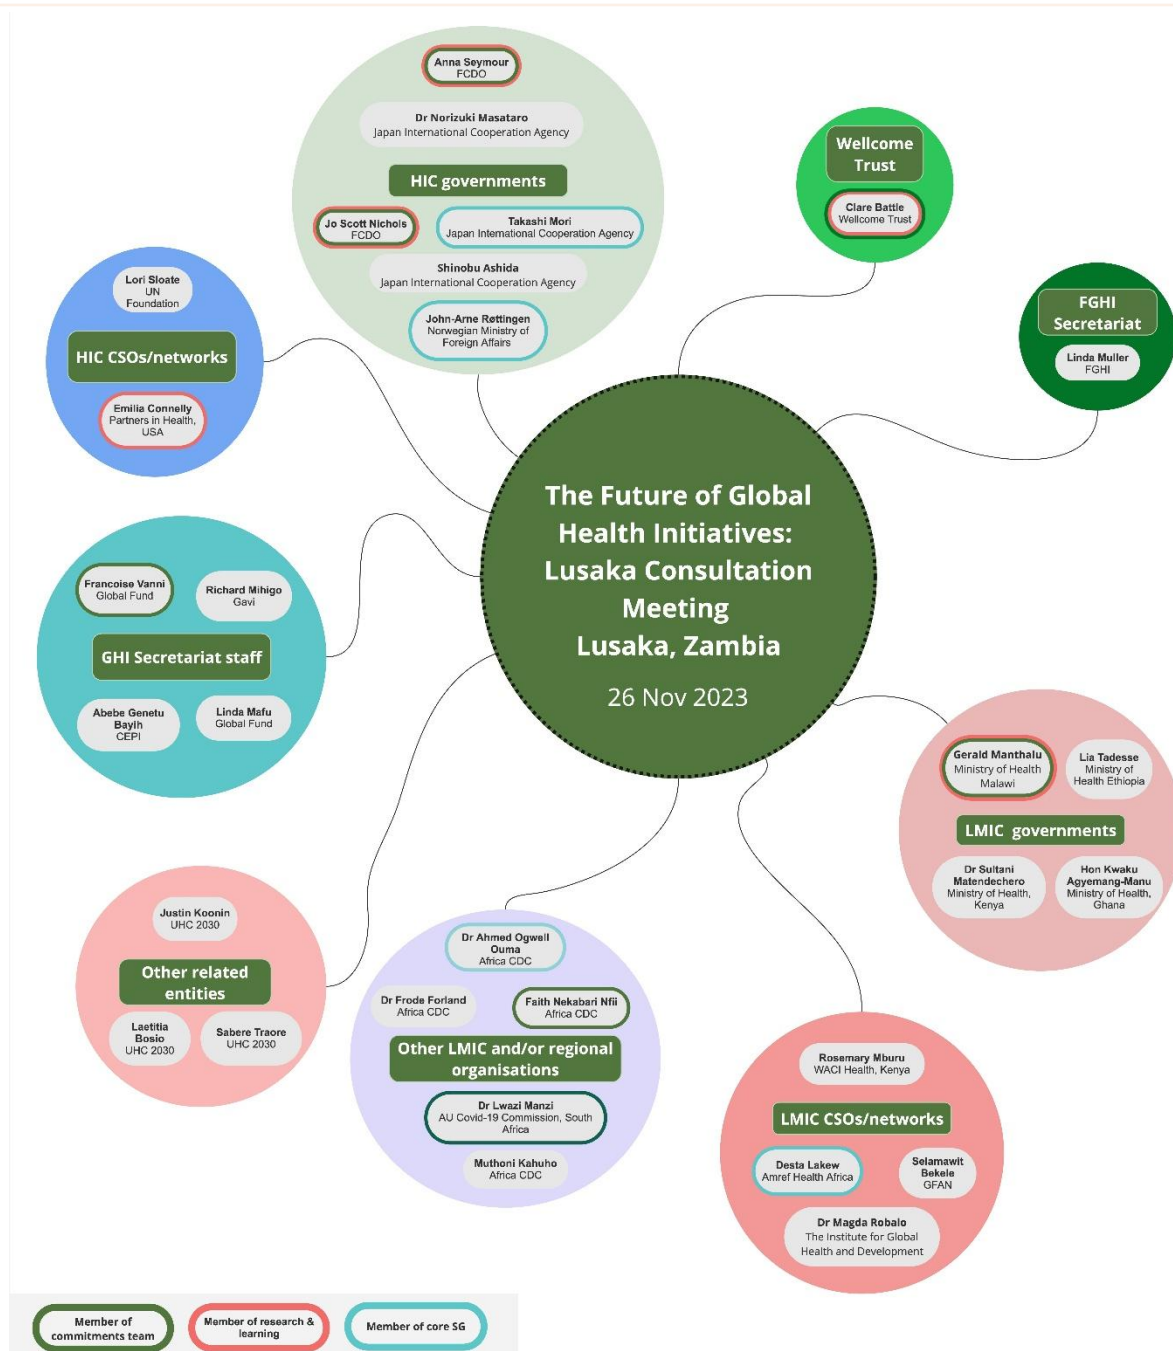 Anna Seymour
FCDO
Dr Norizuki Masataro
Japan International Cooperation Agency
HIC governments
Jo Scott Nichols
FCDO
Takashi Mori
Japan International Cooperation Agency
Shinobu Ashida
Japan International Cooperation Agency
John-Arne Røttingen
Norwegian Ministry of
Foreign Affairs
Wellcome
Trust
Clare Battle
Wellcome Trust
FGHI
Secretariat
Linda Muller
FGHI
Lori Sloate
UN
Foundation
HIC CSOs/networks
Emilia Connelly
Partners in Health,
USA
The Future of Global
Health Initiatives:
Lusaka Consultation
Meeting
Lusaka, Zambia
26 Nov 2023
Francoise Vanni
Global Fund
Richard Mihigo
Gavi
GHI Secretariat staff
Abebe Genetu
Bayih
CEPI
Linda Mafu
Global Fund
Gerald Manthalu
Ministry of Health
Malawi
Lia Tadesse
Ministry of
Health Ethiopia
LMIC governments
Dr Sultani
Matendechero
Ministry of Health,
Kenya
Hon Kwaku
Agyemang-Manu
Ministry of Health,
Ghana
Justin Koonin
UHC 2030
Other related
entities
Laetitia
Bosio
UHC 2030
Sabere Traore
UHC 2030
Dr Ahmed Ogwell
Ouma
Africa CDC
Dr Frode Forland
Africa CDC
Faith Nekabari Nfii
Africa CDC
Other LMIC and/or regional
organisations
Dr Lwazi Manzi
AU Covid-19 Commission, South
Africa
Muthoni Kahuho
Africa CDC
Rosemary Mburu
WACI Health, Kenya
LMIC CSOs/networks
Desta Lakew
Amref Health Africa
Selamawit
Bekele
GFAN
Dr Magda Robalo
The Institute for Global
Health and Development
Member of
commitments team
Member of research &
learning
Member of core SG